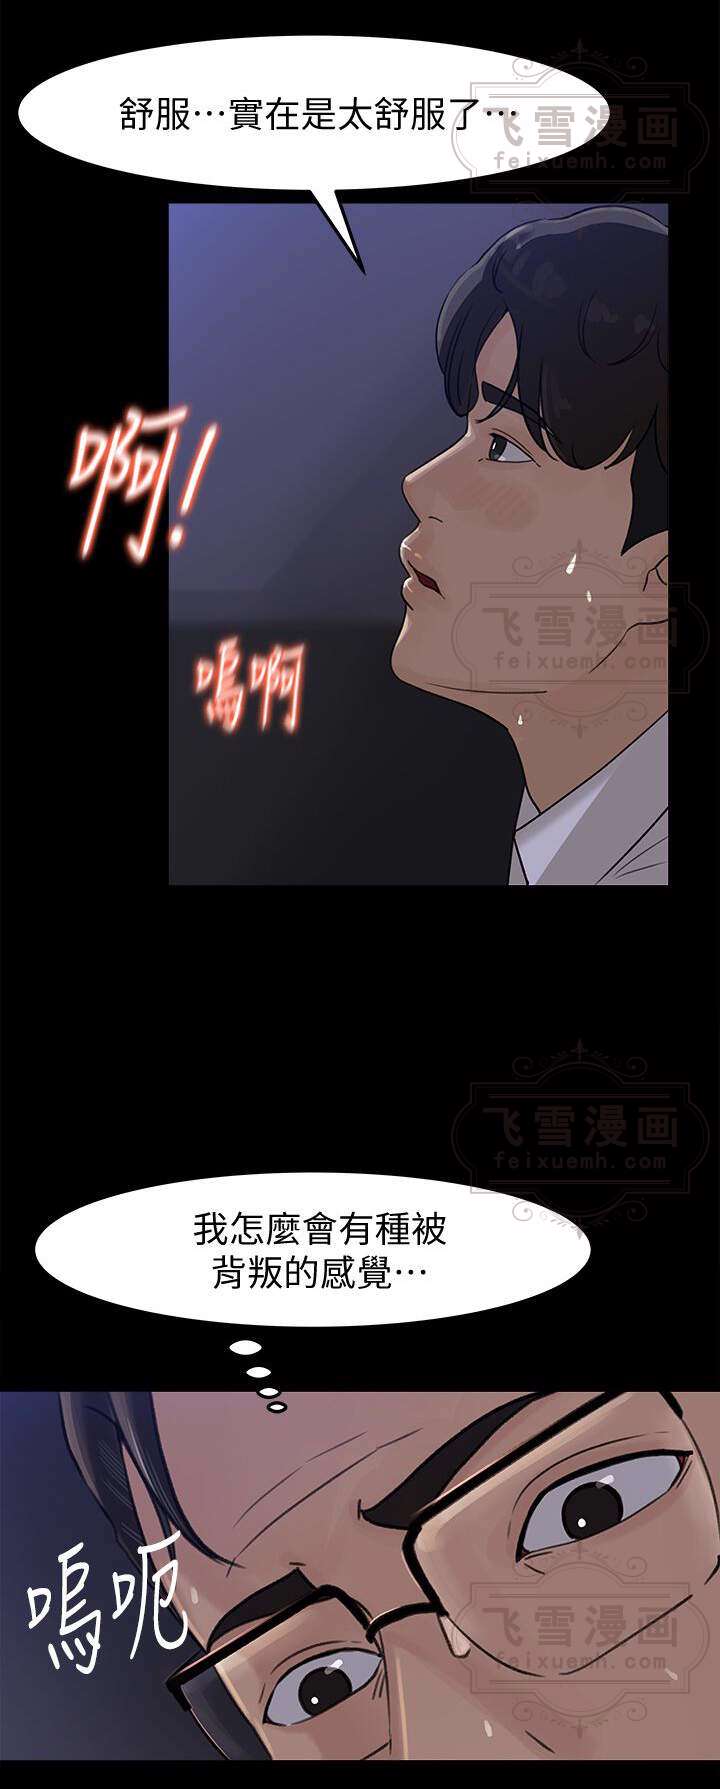 舒服…實在是太舒服了…
飞雪漫画
feixuemh.com
啊!
飞雪漫画
feixuemh.com
嗚啊
飞雪漫画
feixuemh.com
我怎麼會有種被
背叛的感覺…
嗚呃
飞雪漫画
feixuemh.com